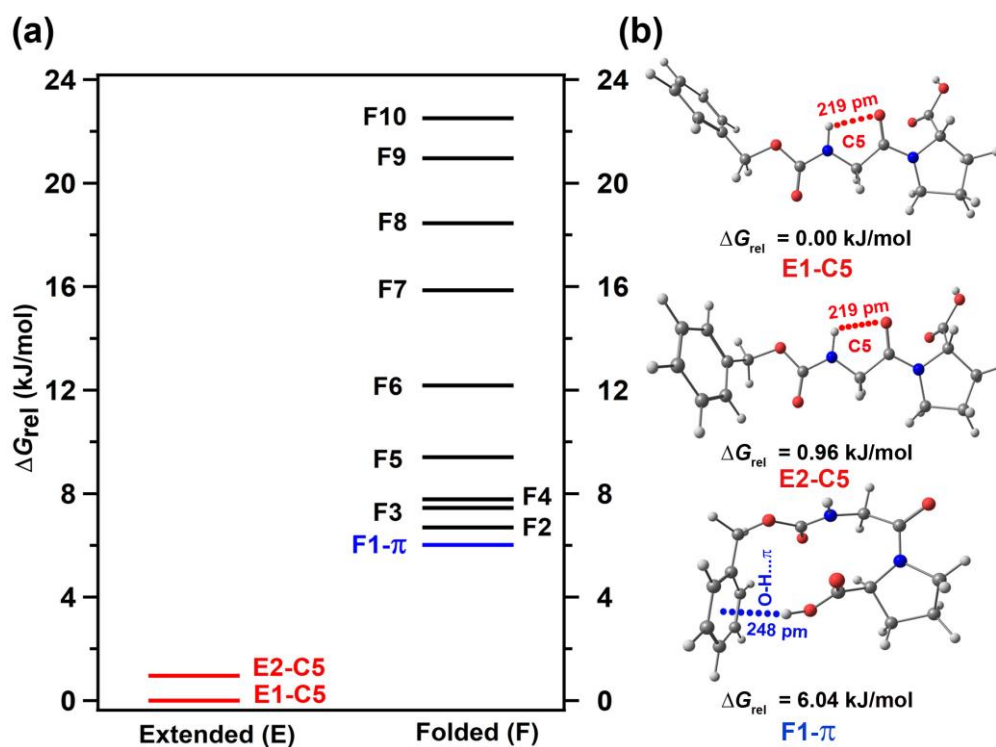 (a)
24
20
16
12
8
4
0
ΔGrel (kJ/mol)
24
20
16
12
8
4
0
F10
F9
F8
F7
F6
F5
F4
F3
F2
F1-π
E2-C5
E1-C5
Extended (E)
Folded (F)
(b)
219 pm
C5
ΔGrel = 0.00 kJ/mol
E1-C5
219 pm
C5
ΔGrel = 0.96 kJ/mol
E2-C5
O-H...π
248 pm
ΔGrel = 6.04 kJ/mol
F1-π